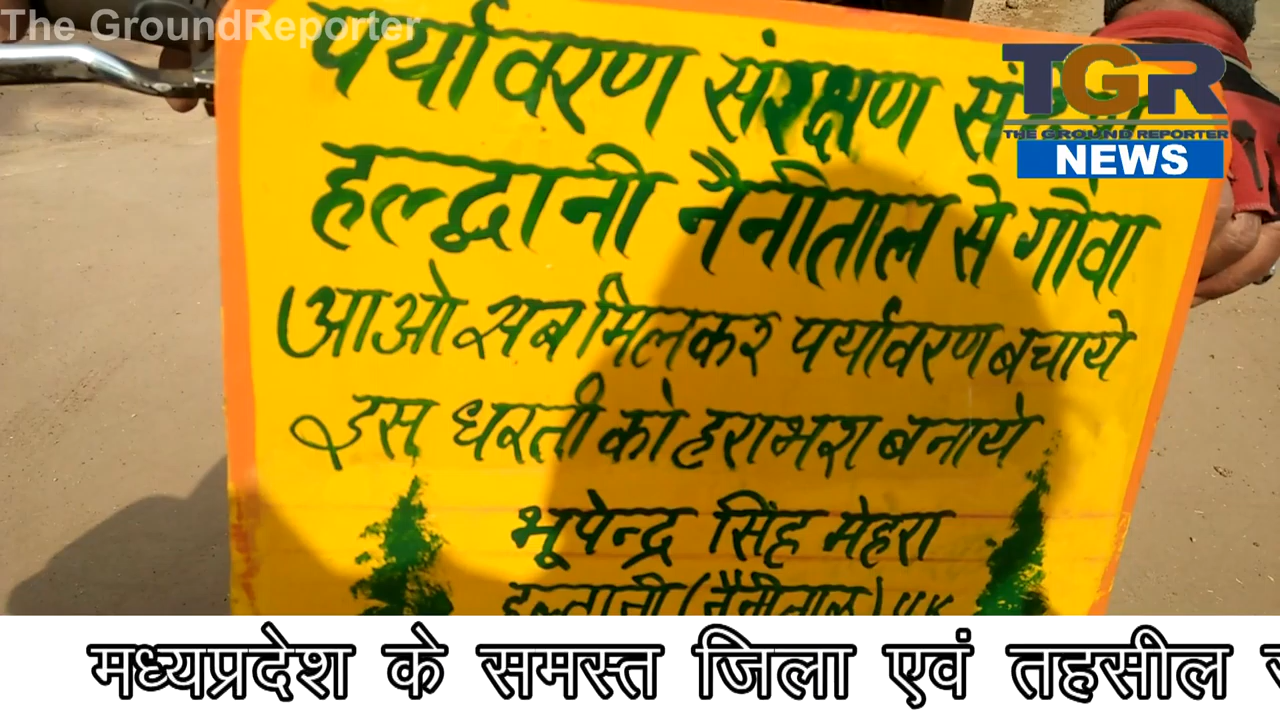 The GroundReporter
पर्यावरण संरक्षण
TGR
THE GROUND REPORTER
NEWS
हल्द्वानी नैनीताल से गोवा
आओ सब मिलकर पर्यावरण बचाये
इस धरती को हराभरा बनाये
भूपेन्द्र सिंह मेहरा
हल्द्वानी (नैनीताल) U.K
मध्यप्रदेश के समस्त जिला एवं तहसील